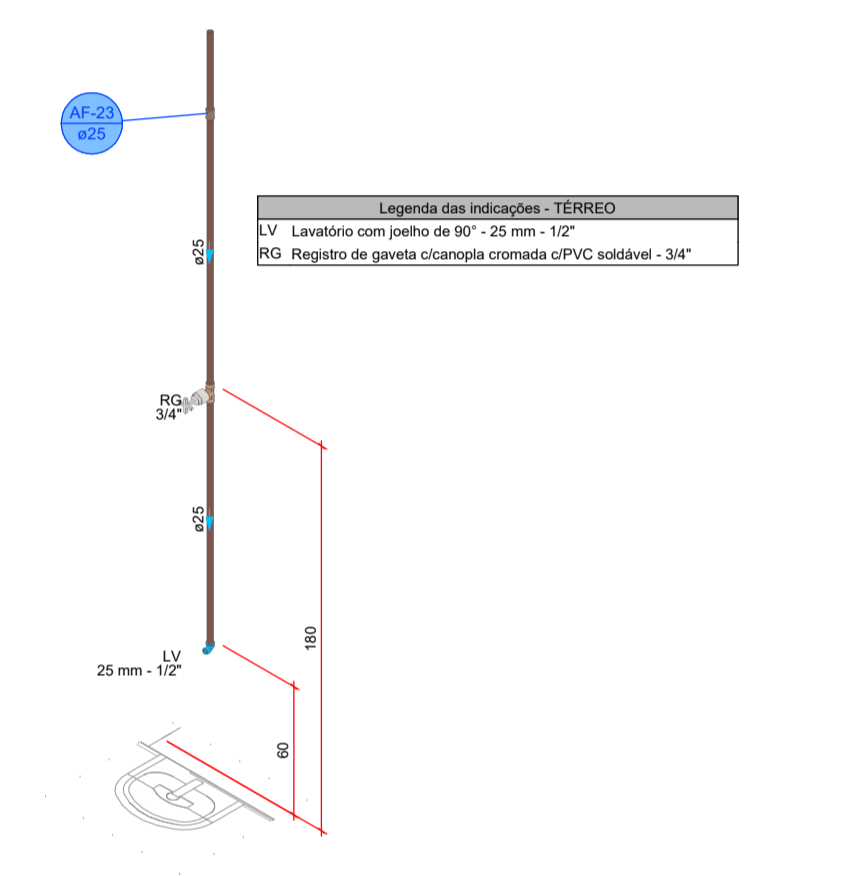 AF-23
ø25
Legenda das indicações - TÉRREO
LV Lavatório com joelho de 90° - 25 mm - 1/2"
RG Registro de gaveta c/canopla cromada c/PVC soldável - 3/4"
ø25
RG
3/4"
ø25
180
LV
25 mm - 1/2"
60